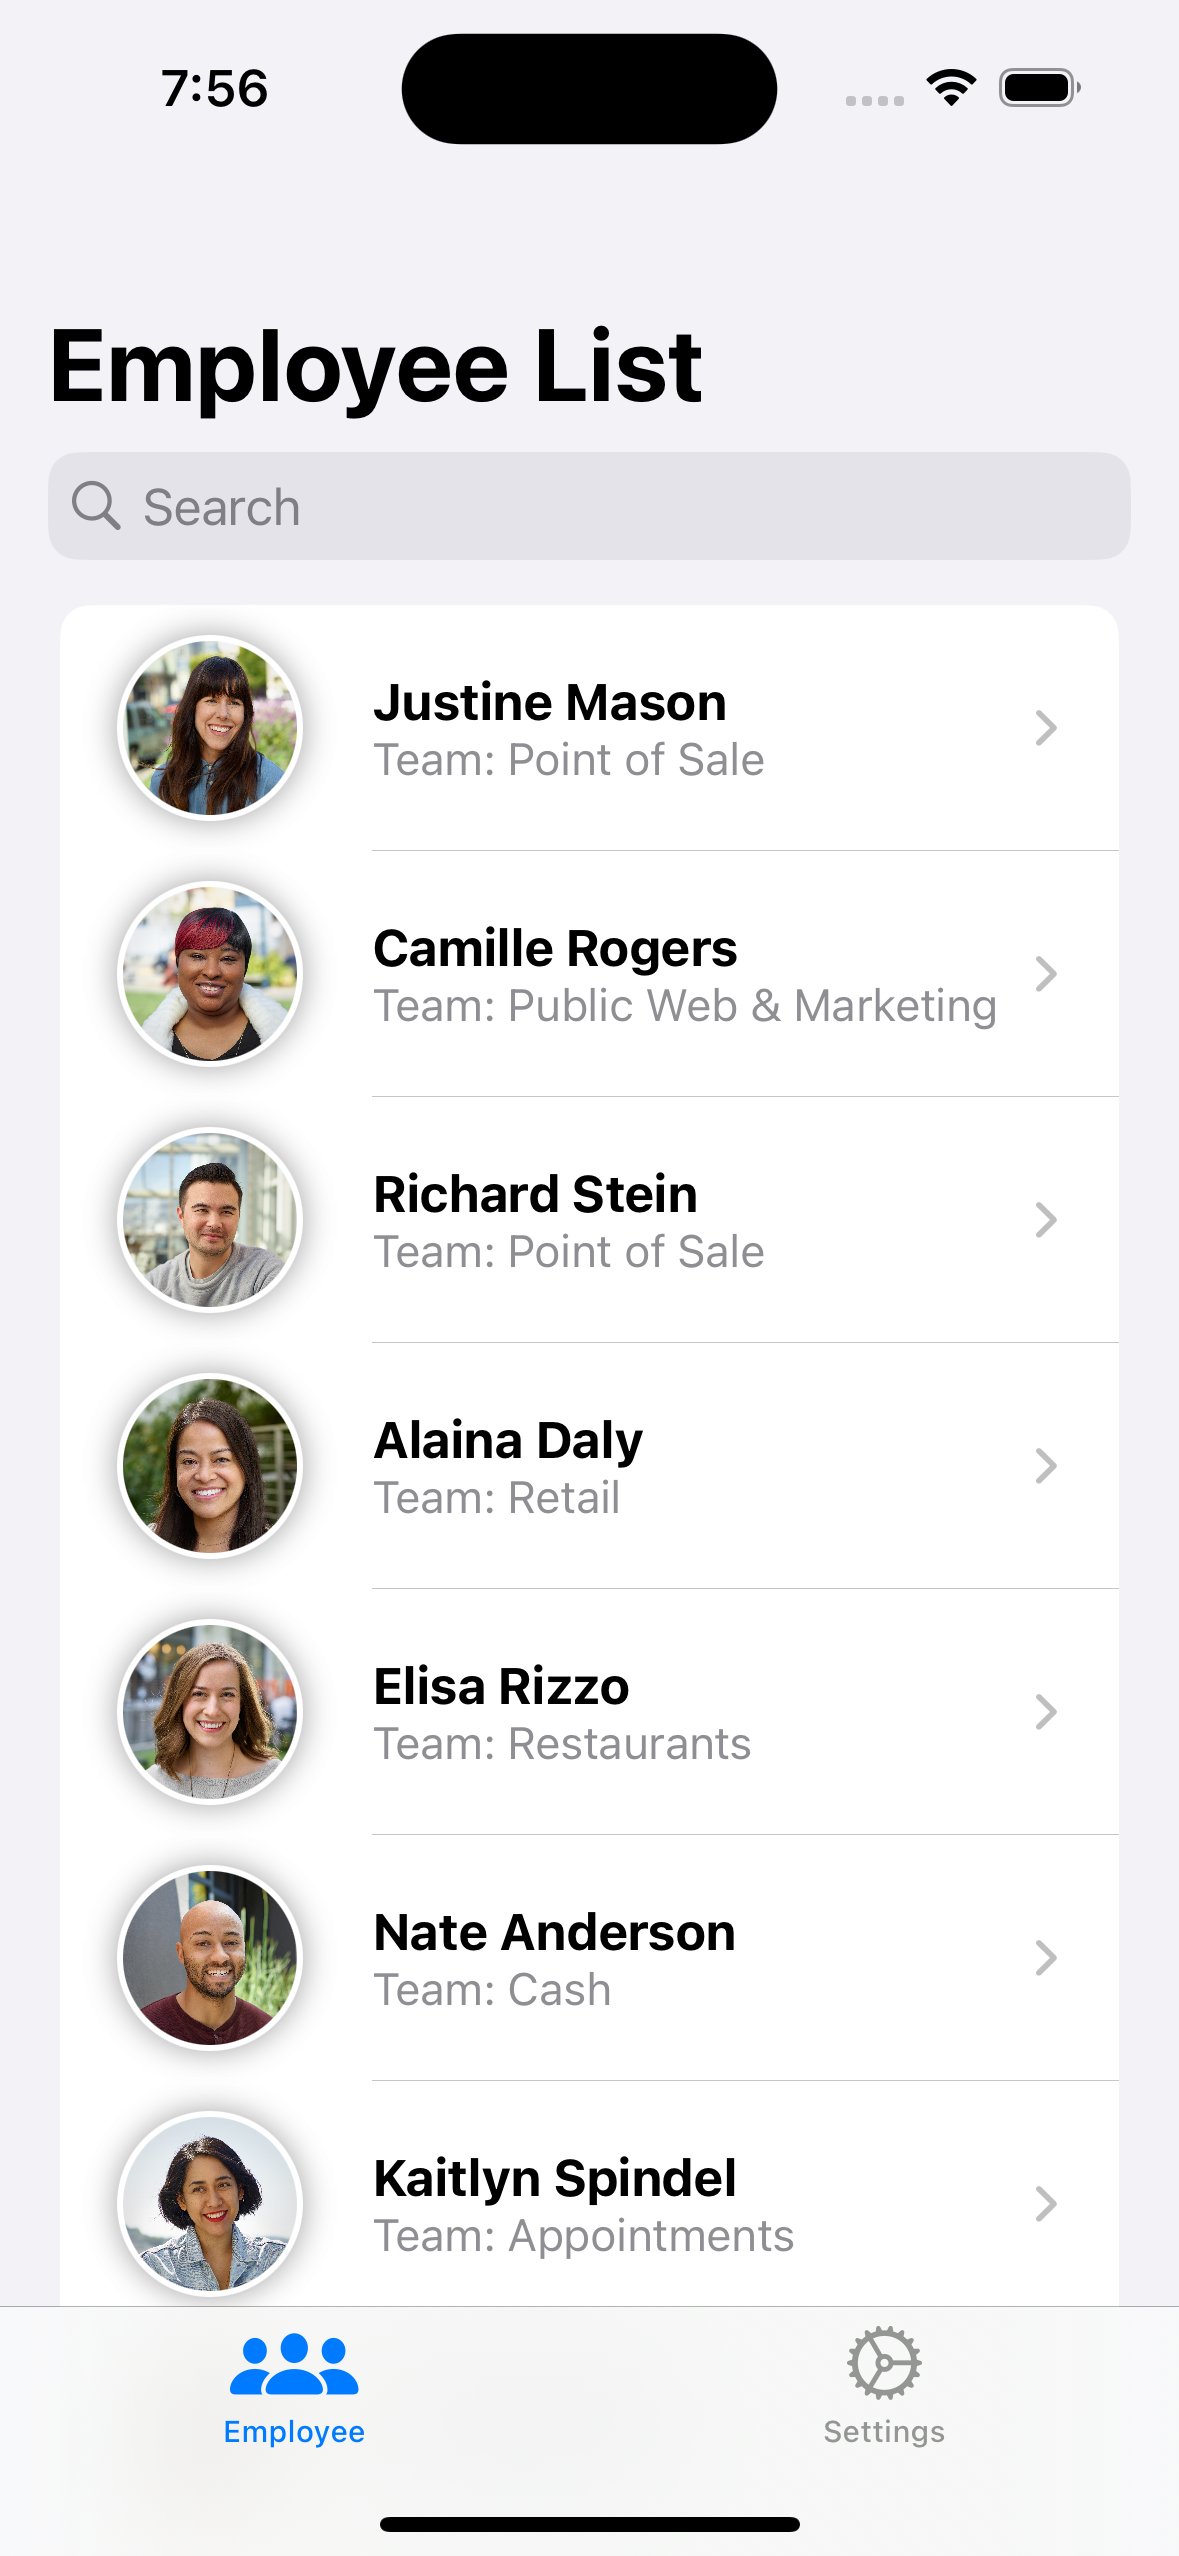 7:56
Employee List
Search
Justine Mason
Team: Point of Sale
Camille Rogers
Team: Public Web & Marketing
Richard Stein
Team: Point of Sale
Alaina Daly
Team: Retail
Elisa Rizzo
Team: Restaurants
Nate Anderson
Team: Cash
Kaitlyn Spindel
Team: Appointments
Employee
Settings